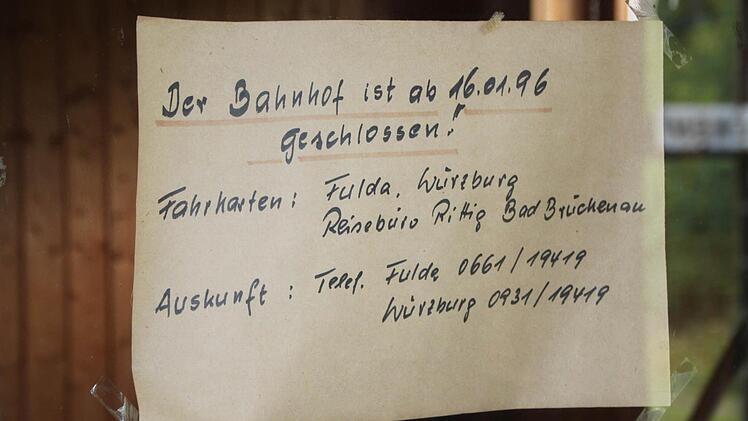 Der Bahnhof ist ab 16.01.96
geschlossen!
Fahrkarten: Fulda, Würzburg
Reisebüro Rittig Bad Brückenau
Auskunft : Telef. Fulda 0661/19419
Würzburg 0931/19419